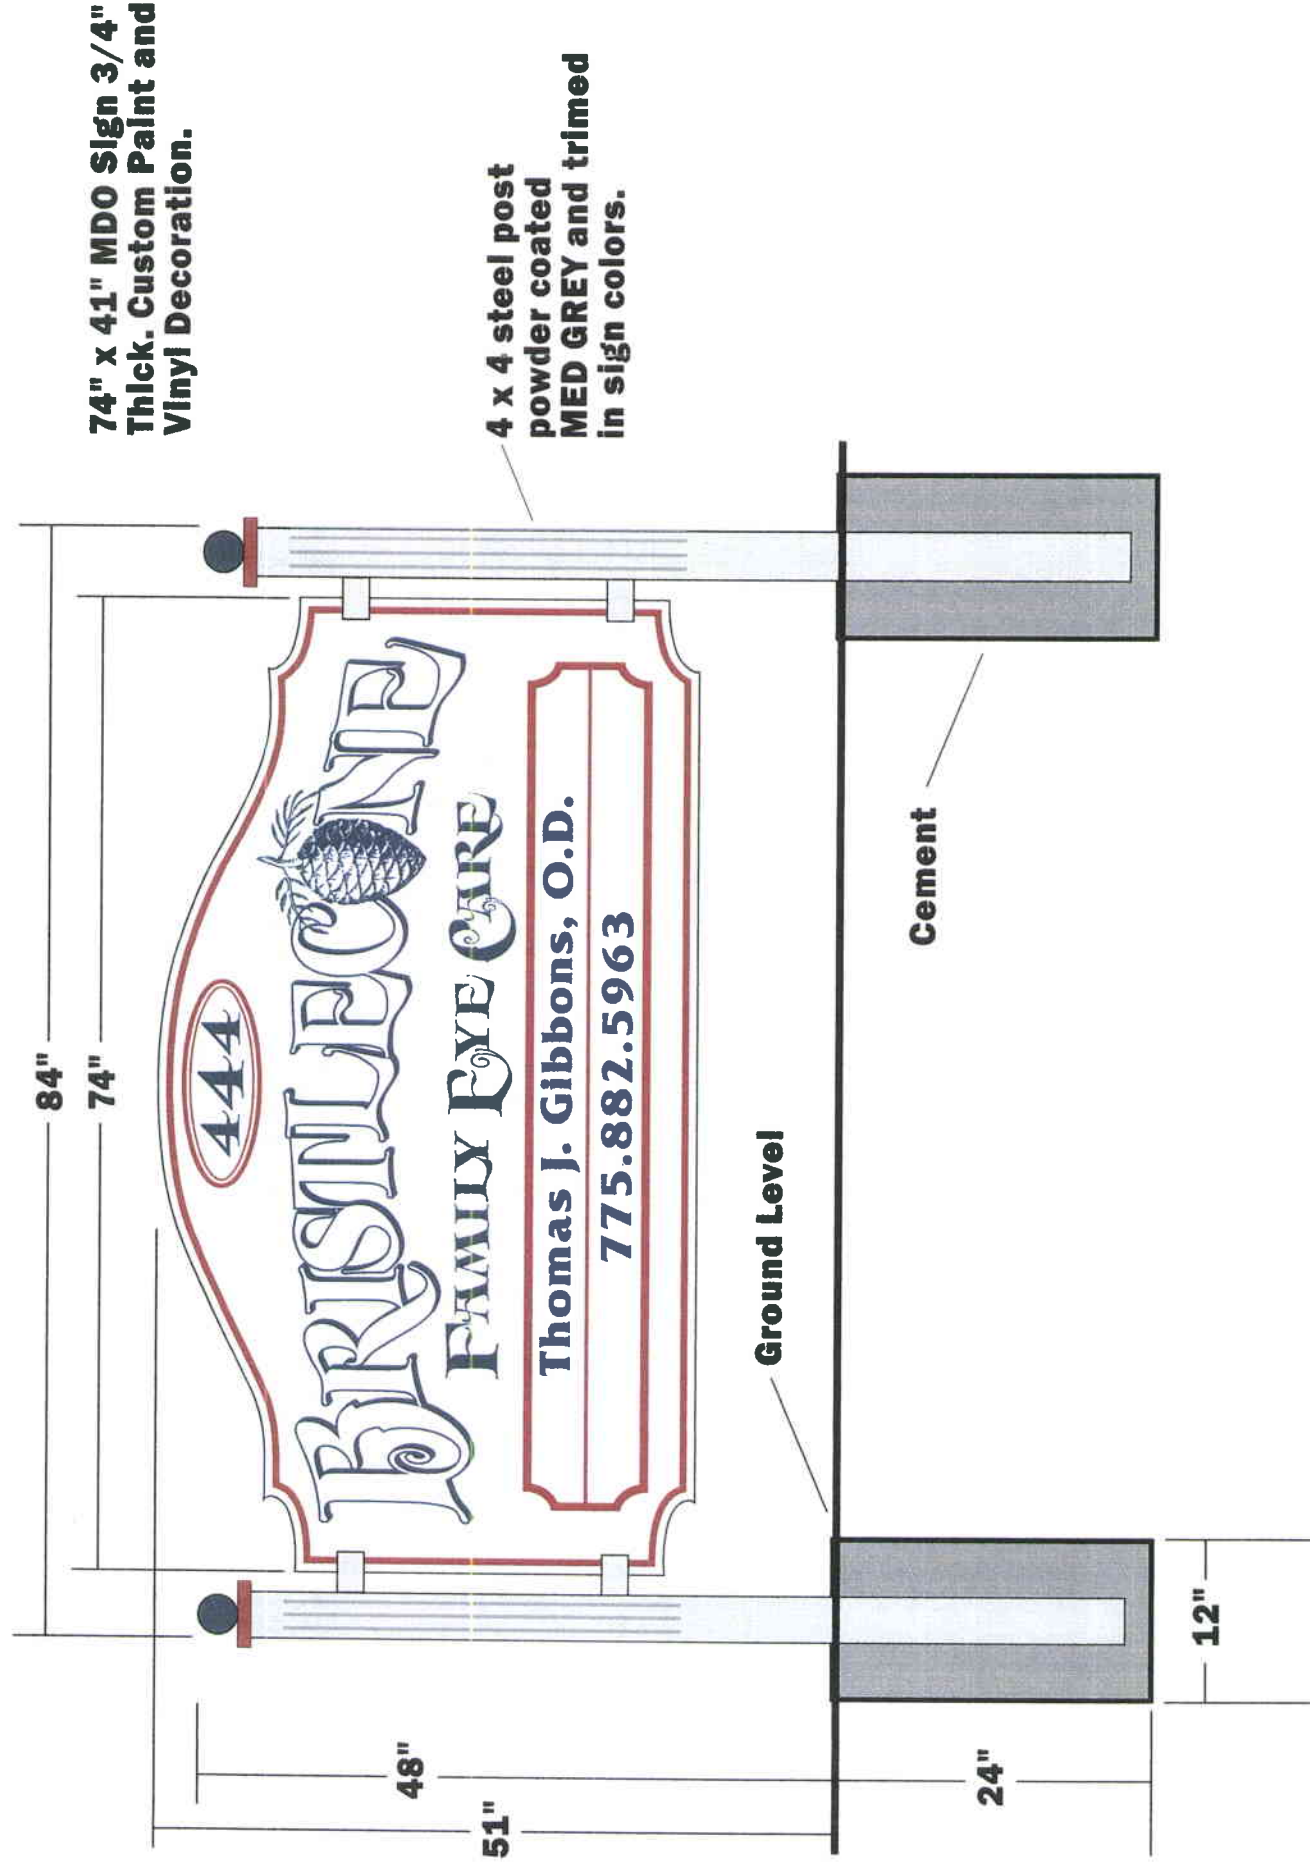 74" x 41" MDO Sign 3/4"
Thick. Custom Paint and
Vinyl Decoration.
84"
74"
4 x 4 steel post
powder coated
MED GREY and trimed
in sign colors.
444
BRISTLECONE
FAMILY EYE CARE
Thomas J. Gibbons, O.D.
775.882.5963
48"
51"
Ground Level
Cement
24"
12"